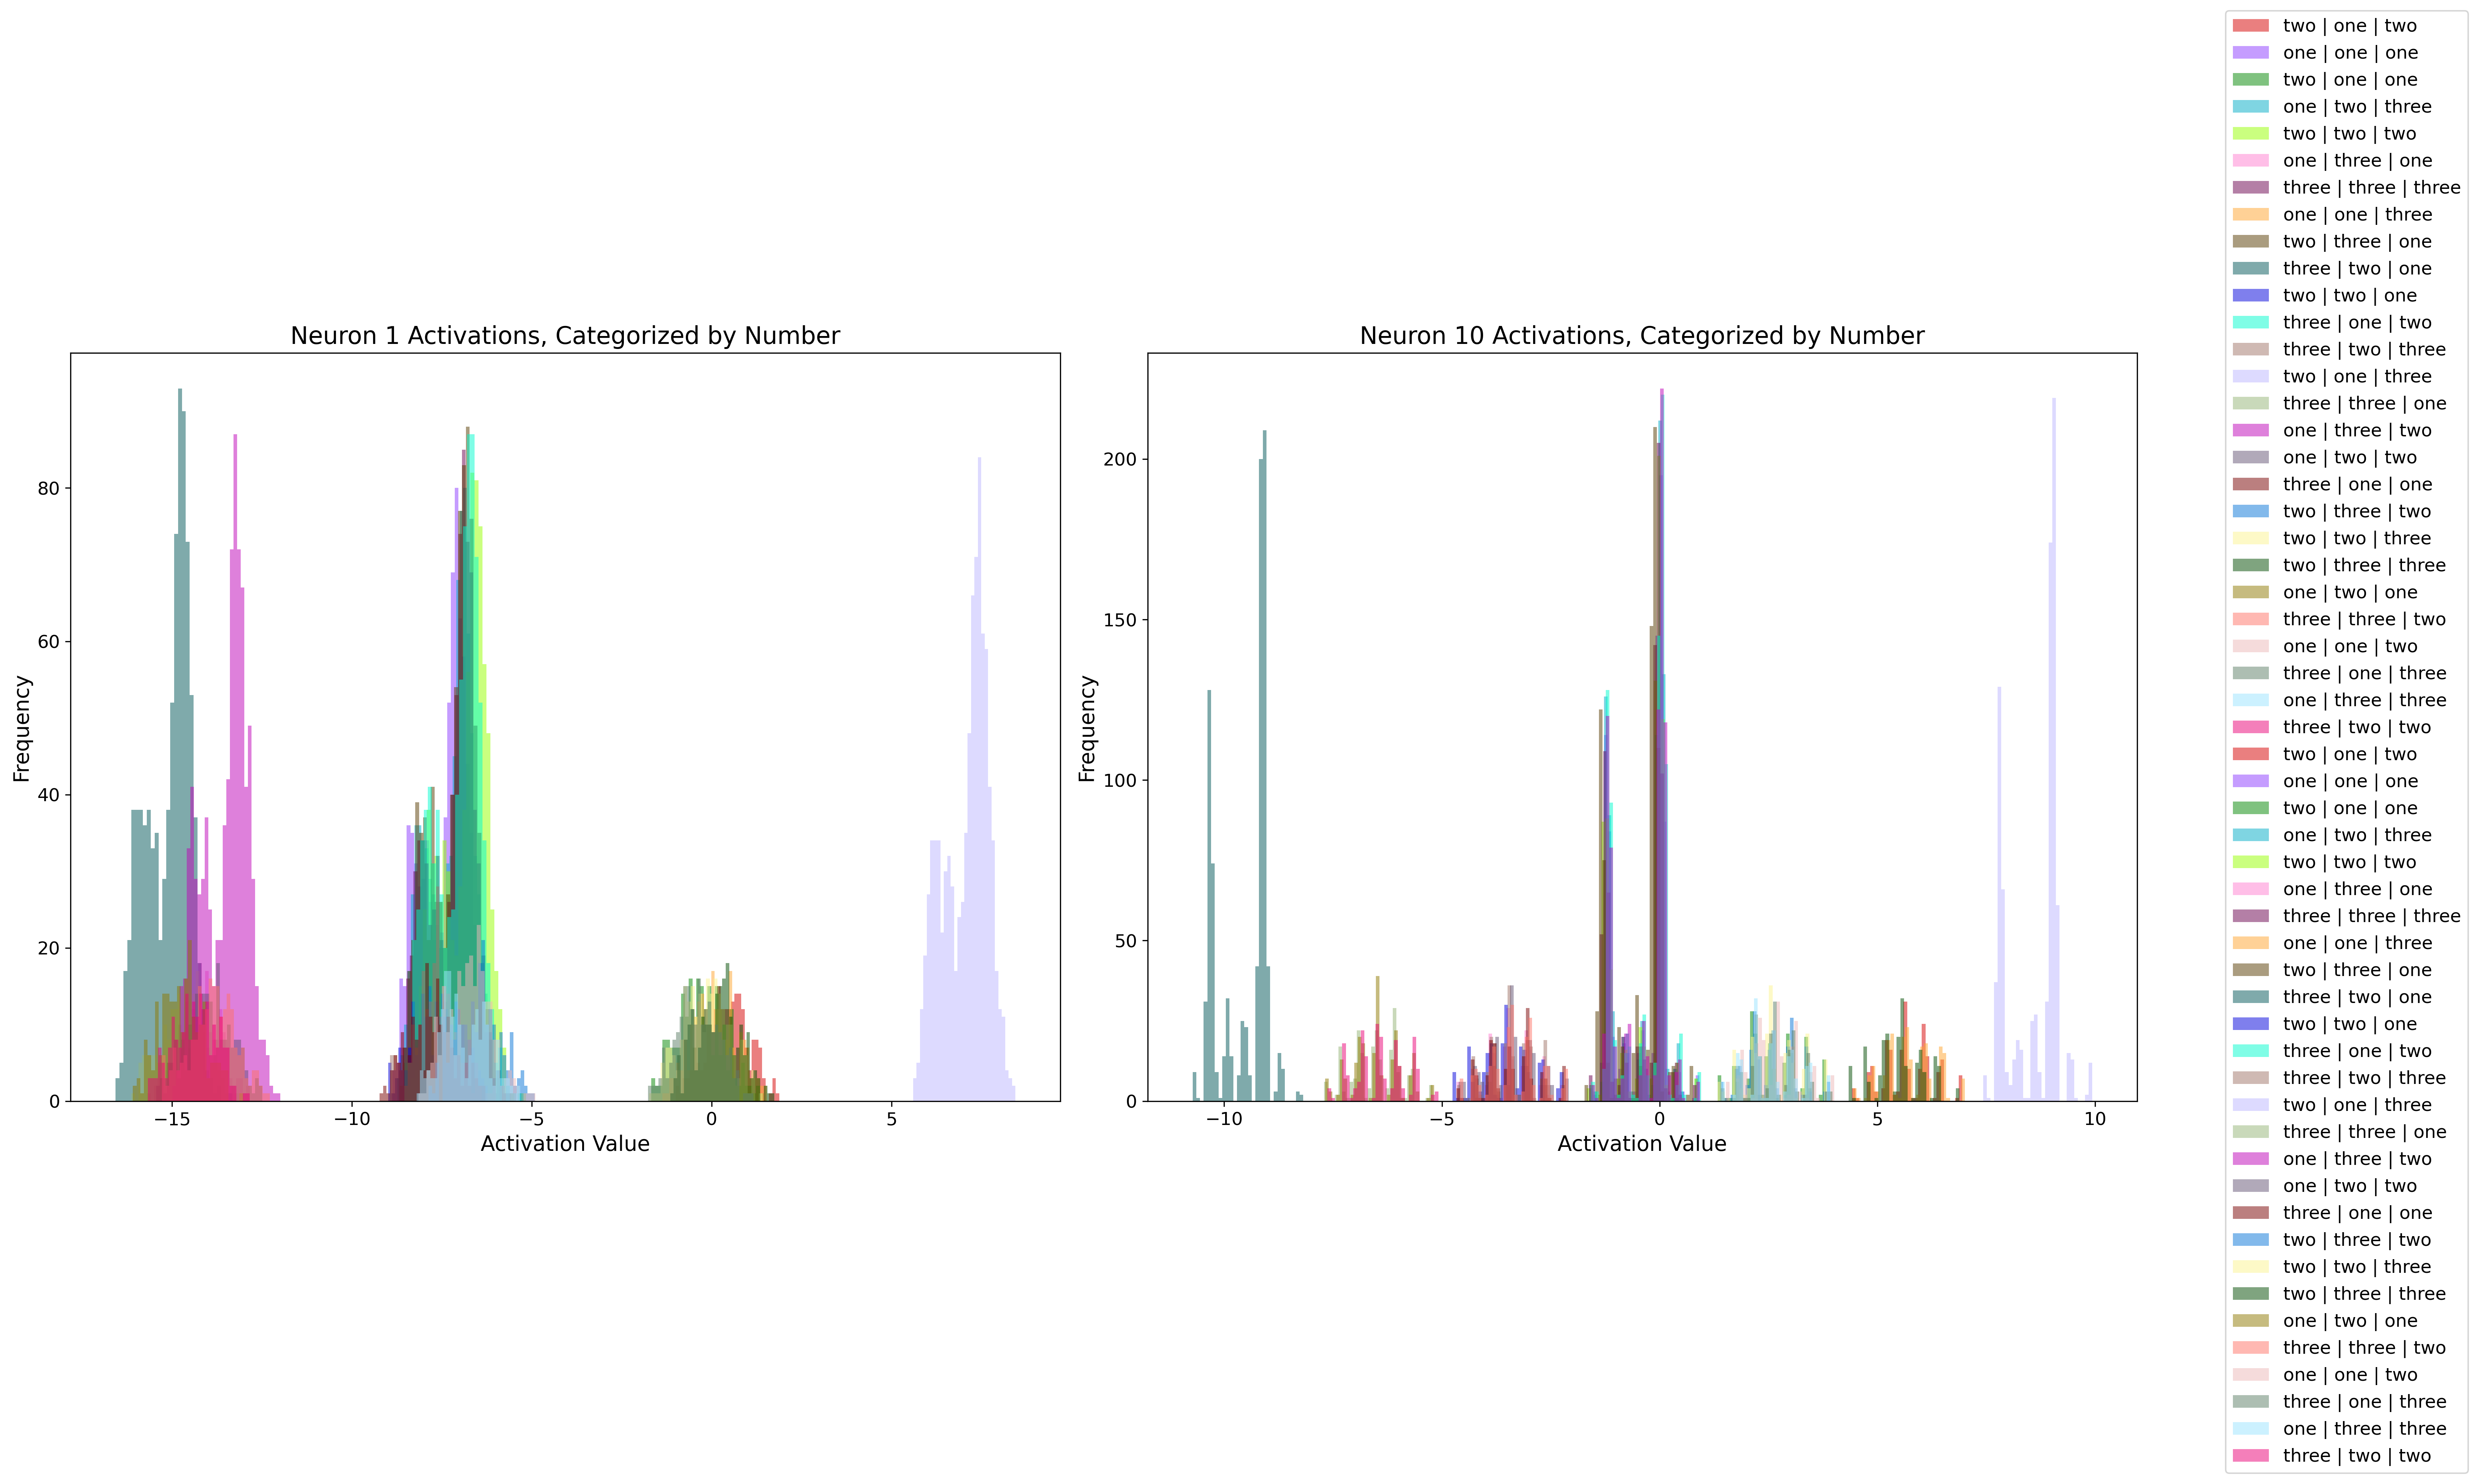 Neuron 1 Activations, Categorized by Number
Frequency
80
60
40
20
0
−15
−10
−5
0
5
Activation Value
Neuron 10 Activations, Categorized by Number
Frequency
200
150
100
50
0
−10
−5
0
5
10
Activation Value
two | one | two
one | one | one
two | one | one
one | two | three
two | two | two
one | three | one
three | three | three
one | one | three
two | three | one
three | two | one
two | two | one
three | one | two
three | two | three
two | one | three
three | three | one
one | three | two
one | two | two
three | one | one
two | three | two
two | two | three
two | three | three
one | two | one
three | three | two
one | one | two
three | one | three
one | three | three
three | two | two
two | one | two
one | one | one
two | one | one
one | two | three
two | two | two
one | three | one
three | three | three
one | one | three
two | three | one
three | two | one
two | two | one
three | one | two
three | two | three
two | one | three
three | three | one
one | three | two
one | two | two
three | one | one
two | three | two
two | two | three
two | three | three
one | two | one
three | three | two
one | one | two
three | one | three
one | three | three
three | two | two